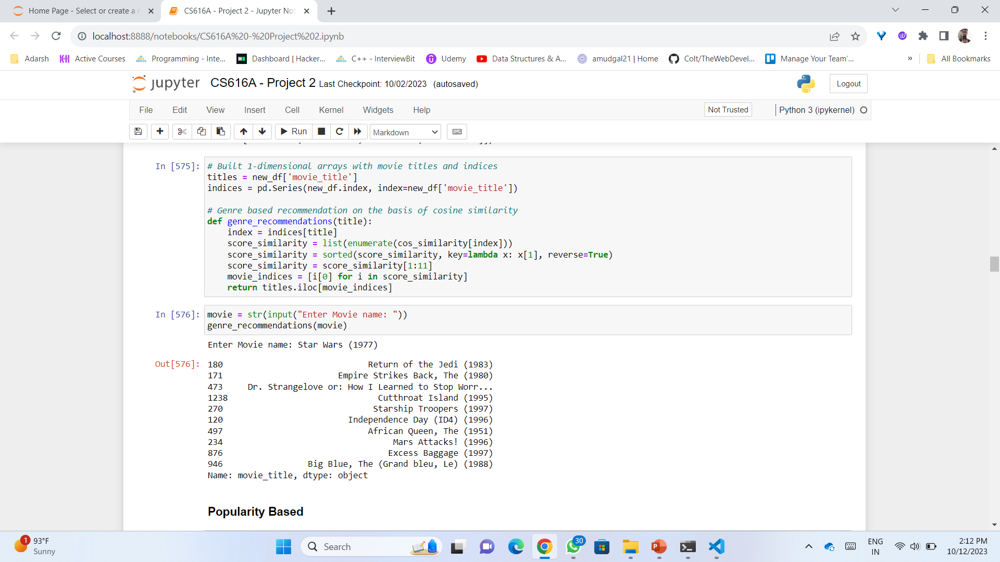 Home Page - Select or create a n
CS616A - Project 2 - Jupyter Not
localhost:8888/notebooks/CS616A%20-%20Project%202.ipynb
Adarsh
Active Courses
Programming - Inte...
Dashboard | Hacker...
C++ - InterviewBit
Udemy
Data Structures & A...
amudgal21 | Home
Colt/TheWebDevel...
Manage Your Team'...
»
All Bookmarks
jupyter CS616A - Project 2 Last Checkpoint: 10/02/2023 (autosaved)
Logout
File Edit View Insert Cell Kernel Widgets Help
Not Trusted
Python 3 (ipykernel)
Run
Markdown
In [575]:
# Built 1-dimensional arrays with movie titles and indices
titles = new_df['movie_title']
indices = pd.Series(new_df.index, index=new_df['movie_title'])
# Genre based recommendation on the basis of cosine similarity
def genre_recommendations(title):
    index = indices[title]
    score_similarity = list(enumerate(cos_similarity[index]))
    score_similarity = sorted(score_similarity, key=lambda x: x[1], reverse=True)
    score_similarity = score_similarity[1:11]
    movie_indices = [i[0] for i in score_similarity]
    return titles.iloc[movie_indices]
In [576]:
movie = str(input("Enter Movie name: "))
genre_recommendations(movie)
Enter Movie name: Star Wars (1977)
Out[576]:
180 Return of the Jedi (1983)
171 Empire Strikes Back, The (1980)
473 Dr. Strangelove or: How I Learned to Stop Worr...
1238 Cutthroat Island (1995)
270 Starship Troopers (1997)
120 Independence Day (ID4) (1996)
497 African Queen, The (1951)
234 Mars Attacks! (1996)
876 Excess Baggage (1997)
946 Big Blue, The (Grand bleu, Le) (1988)
Name: movie_title, dtype: object
Popularity Based
1
93°F
Sunny
Search
30
ENG
IN
2:12 PM
10/12/2023